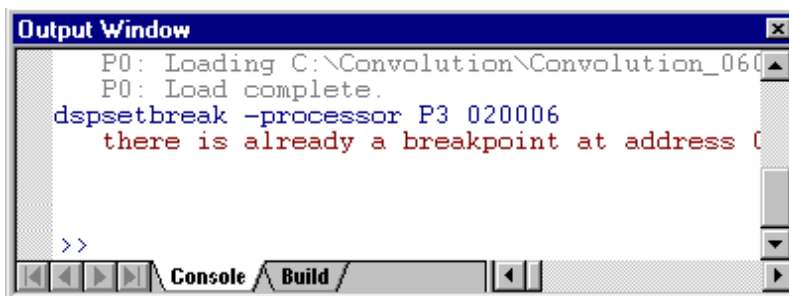 Output Window
P0: Loading C:\Convolution\Convolution_060
P0: Load complete.
dspsetbreak -processor P3 020006
there is already a breakpoint at address
>>
Console Build